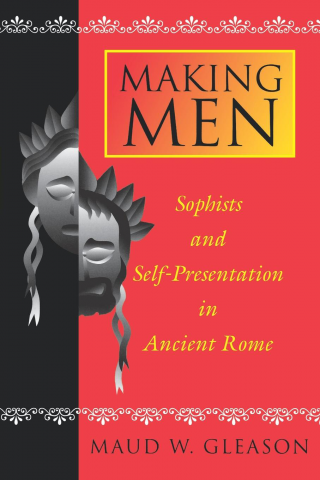 MAKING
MEN
Sophists
and
Self-Presentation
in
Ancient Rome
MAUD W. GLEASON